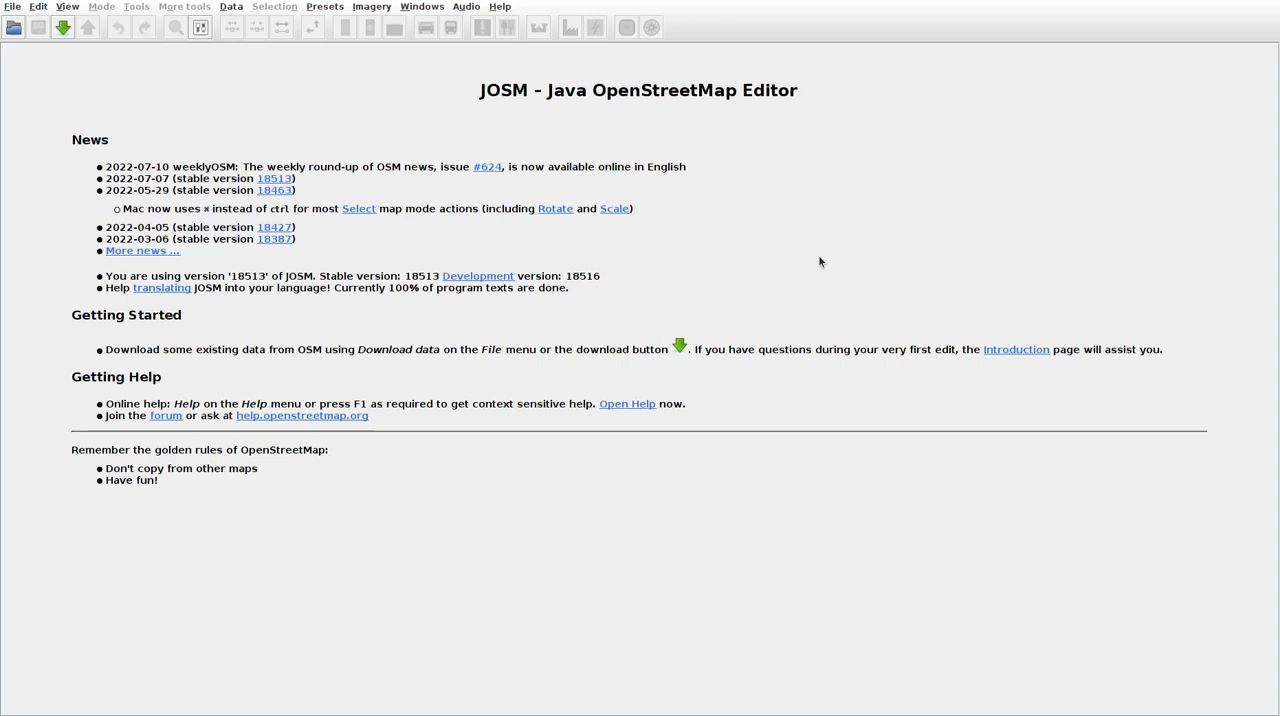 File Edit View Mode Tools More tools Data Selection Presets Imagery Windows Audio Help
JOSM – Java OpenStreetMap Editor
News
2022-07-10 weeklyOSM: The weekly round-up of OSM news, issue #624, is now available online in English
2022-07-07 (stable version 18513)
2022-05-29 (stable version 18463)
Mac now uses ⌘ instead of ctrl for most Select map mode actions (including Rotate and Scale)
2022-04-05 (stable version 18427)
2022-03-06 (stable version 18387)
More news ...
You are using version '18513' of JOSM. Stable version: 18513 Development version: 18516
Help translating JOSM into your language! Currently 100% of program texts are done.
Getting Started
Download some existing data from OSM using Download data on the File menu or the download button . If you have questions during your very first edit, the Introduction page will assist you.
Getting Help
Online help: Help on the Help menu or press F1 as required to get context sensitive help. Open Help now.
Join the forum or ask at help.openstreetmap.org
Remember the golden rules of OpenStreetMap:
Don't copy from other maps
Have fun!